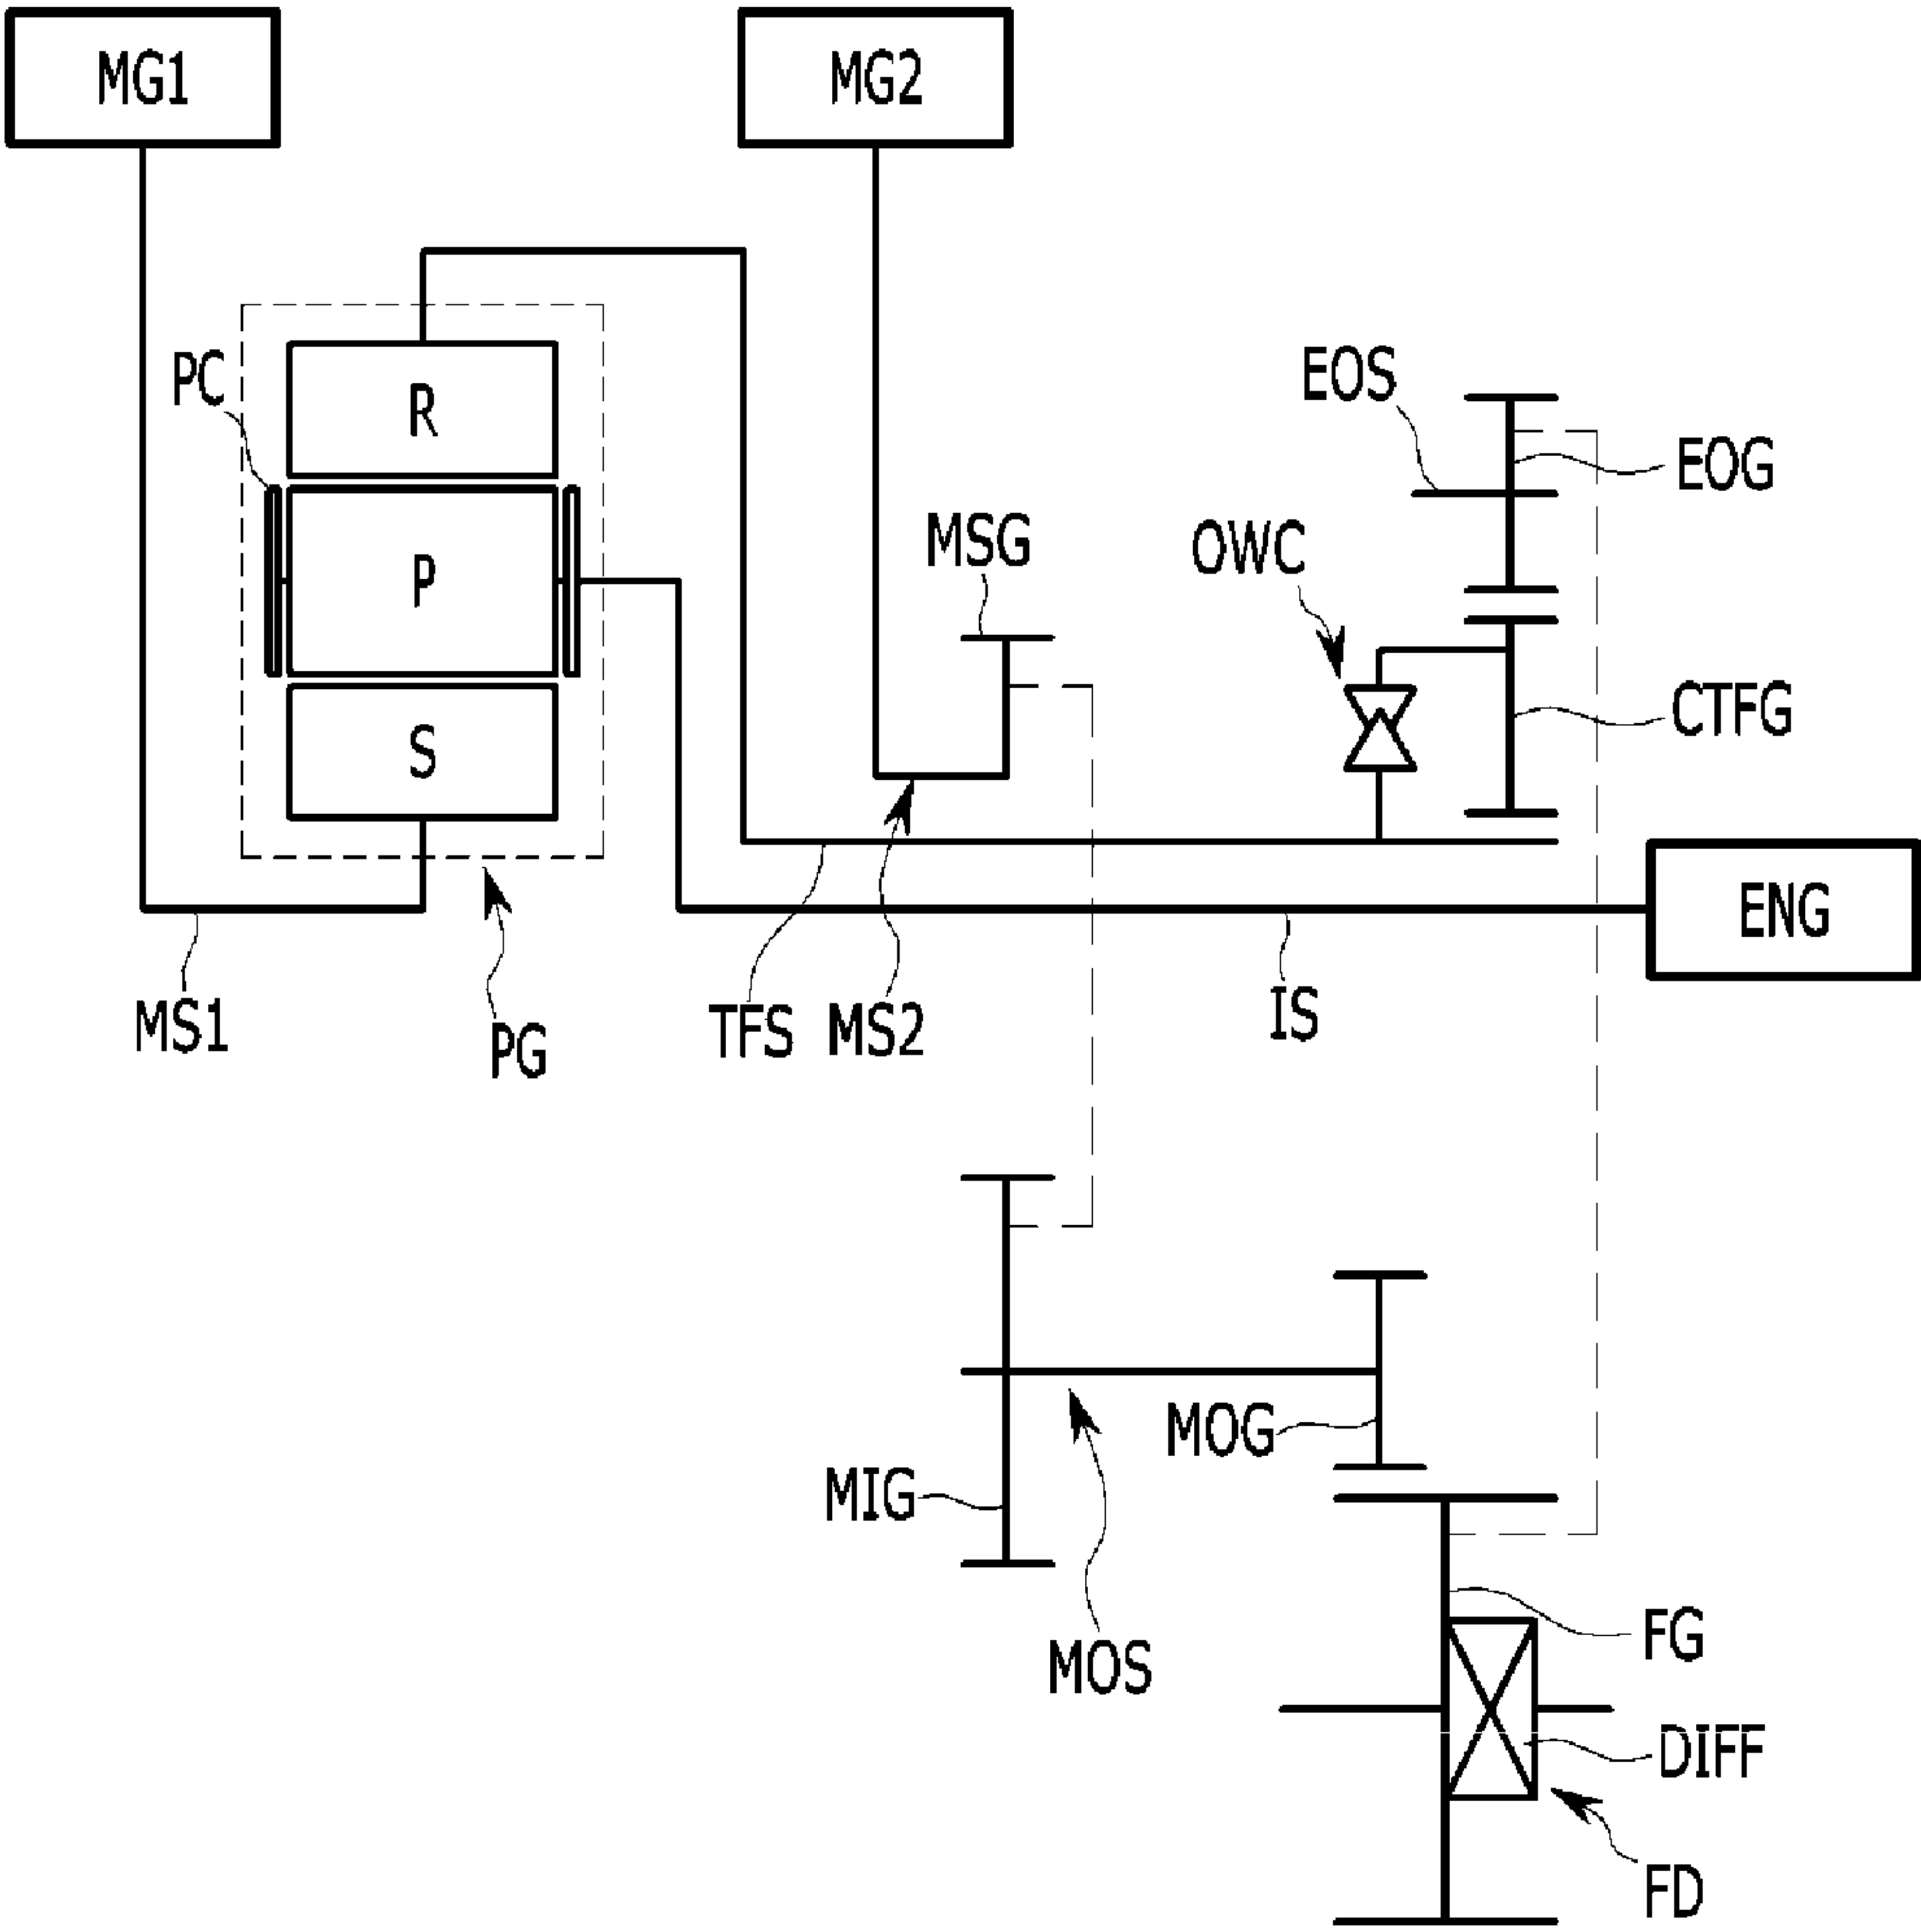 MG1
MG2
PC
R
EOS
EOG
MSG
OWC
P
CTFG
S
ENG
MS1
PG
TFS
MS2
IS
MOG
MIG
MOS
FG
DIFF
FD